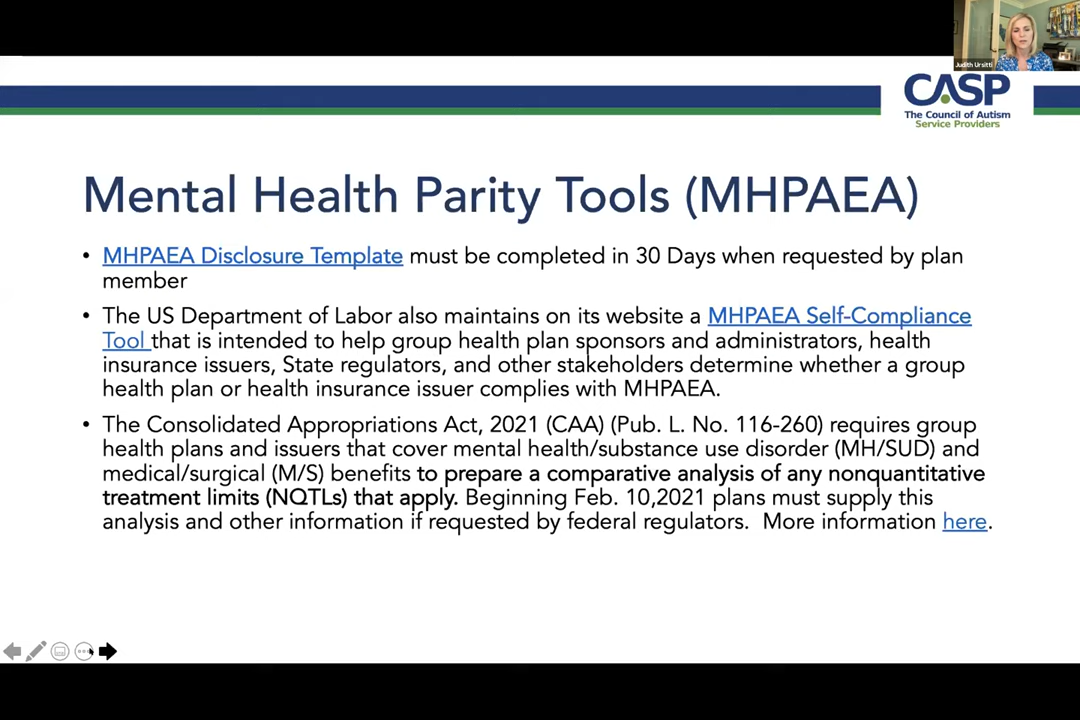 Judith Ursitti
CASP
The Council of Autism
Service Providers
Mental Health Parity Tools (MHPAEA)
• MHPAEA Disclosure Template must be completed in 30 Days when requested by plan
member
• The US Department of Labor also maintains on its website a MHPAEA Self-Compliance
Tool that is intended to help group health plan sponsors and administrators, health
insurance issuers, State regulators, and other stakeholders determine whether a group
health plan or health insurance issuer complies with MHPAEA.
• The Consolidated Appropriations Act, 2021 (CAA) (Pub. L. No. 116-260) requires group
health plans and issuers that cover mental health/substance use disorder (MH/SUD) and
medical/surgical (M/S) benefits to prepare a comparative analysis of any nonquantitative
treatment limits (NQTLs) that apply. Beginning Feb. 10,2021 plans must supply this
analysis and other information if requested by federal regulators.  More information here.